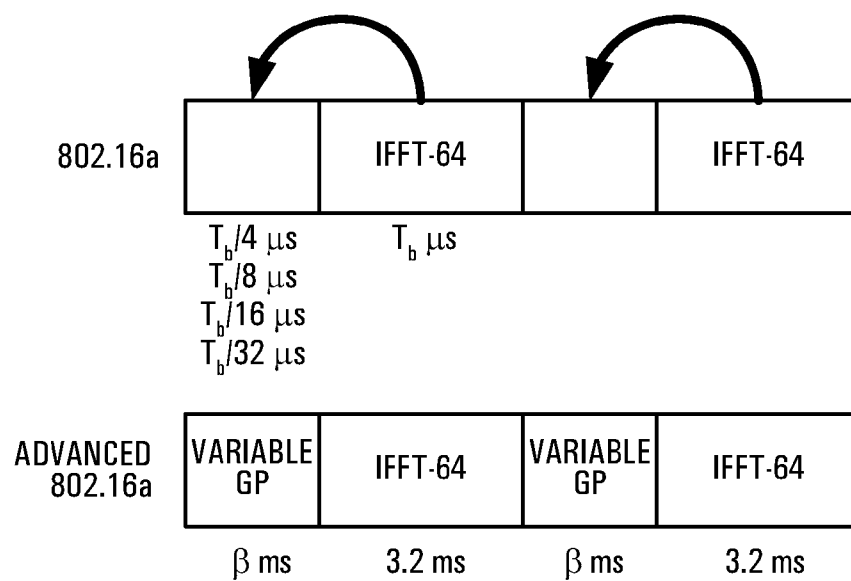 802.16a IFFT-64 IFFT-64
T_b/4 μs T_b μs
T_b/8 μs
T_b/16 μs
T_b/32 μs
ADVANCED 802.16a
VARIABLE GP IFFT-64 VARIABLE GP IFFT-64
β ms 3.2 ms β ms 3.2 ms